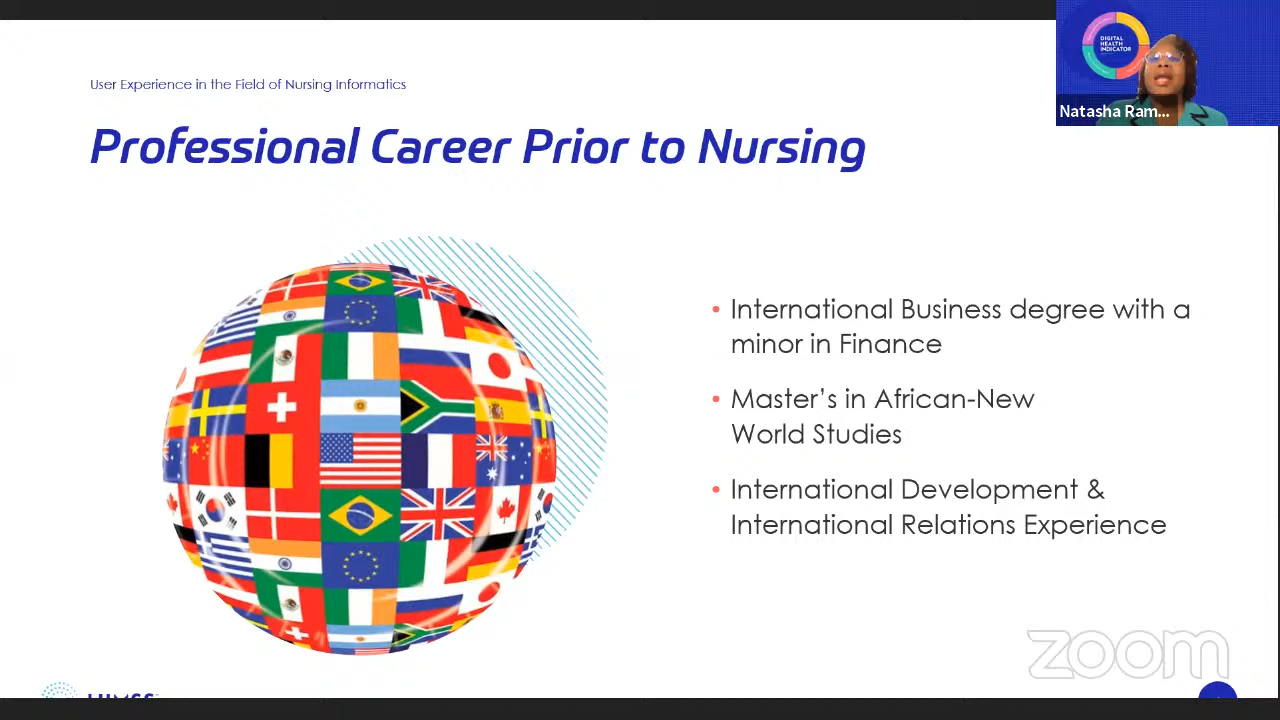 User Experience in the Field of Nursing Informatics
Professional Career Prior to Nursing
DIGITAL
HEALTH
INDICATOR
Natasha Ram...
• International Business degree with a
minor in Finance
• Master's in African-New
World Studies
• International Development &
International Relations Experience
zoom